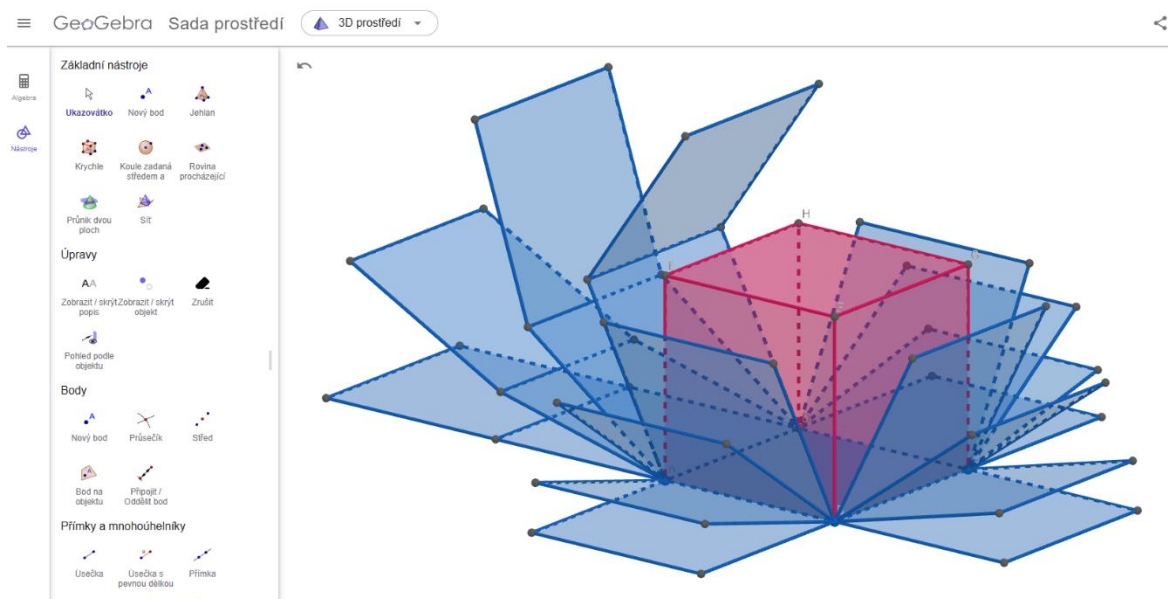 GeoGebra Sada prostředí 3D prostředí
Algebra
Nástroje
Základní nástroje
Ukazovátko Nový bod Jehlan
Krychle Koule zadaná středem a Rovina procházející
Průnik dvou ploch Síť
Úpravy
AA
Zobrazit / skrýt popis Zobrazit / skrýt objekt Zrušit
Pohled podle objektu
Body
A
Nový bod Průsečík Střed
Bod na objektu Připojit / Oddělit bod
Přímky a mnohoúhelníky
Úsečka Úsečka s pevnou délkou Přímka
H
G